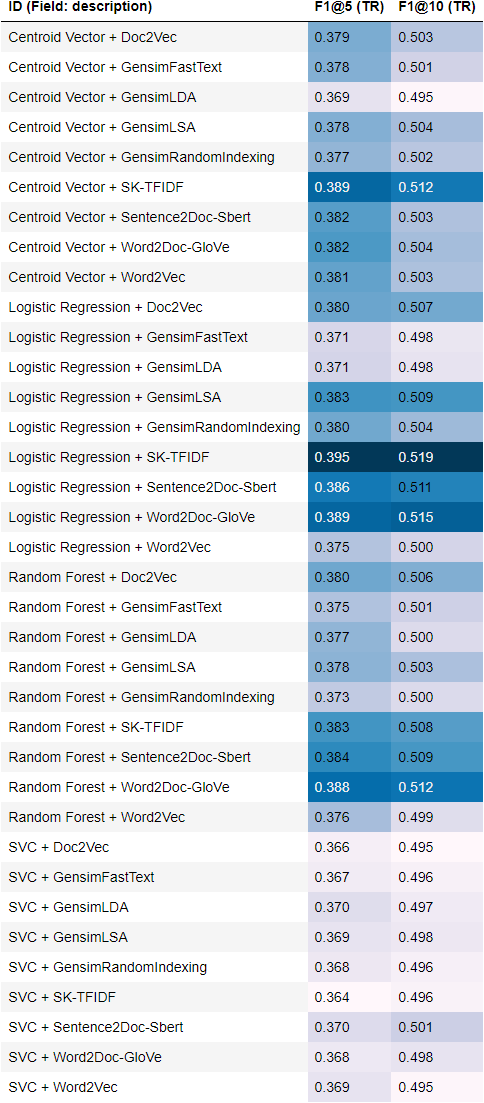 ID (Field: description) F1@5 (TR) F1@10 (TR)
Centroid Vector + Doc2Vec 0.379 0.503
Centroid Vector + GensimFastText 0.378 0.501
Centroid Vector + GensimLDA 0.369 0.495
Centroid Vector + GensimLSA 0.378 0.504
Centroid Vector + GensimRandomIndexing 0.377 0.502
Centroid Vector + SK-TFIDF 0.389 0.512
Centroid Vector + Sentence2Doc-Sbert 0.382 0.503
Centroid Vector + Word2Doc-GloVe 0.382 0.504
Centroid Vector + Word2Vec 0.381 0.503
Logistic Regression + Doc2Vec 0.380 0.507
Logistic Regression + GensimFastText 0.371 0.498
Logistic Regression + GensimLDA 0.371 0.498
Logistic Regression + GensimLSA 0.383 0.509
Logistic Regression + GensimRandomIndexing 0.380 0.504
Logistic Regression + SK-TFIDF 0.395 0.519
Logistic Regression + Sentence2Doc-Sbert 0.386 0.511
Logistic Regression + Word2Doc-GloVe 0.389 0.515
Logistic Regression + Word2Vec 0.375 0.500
Random Forest + Doc2Vec 0.380 0.506
Random Forest + GensimFastText 0.375 0.501
Random Forest + GensimLDA 0.377 0.500
Random Forest + GensimLSA 0.378 0.503
Random Forest + GensimRandomIndexing 0.373 0.500
Random Forest + SK-TFIDF 0.383 0.508
Random Forest + Sentence2Doc-Sbert 0.384 0.509
Random Forest + Word2Doc-GloVe 0.388 0.512
Random Forest + Word2Vec 0.376 0.499
SVC + Doc2Vec 0.366 0.495
SVC + GensimFastText 0.367 0.496
SVC + GensimLDA 0.370 0.497
SVC + GensimLSA 0.369 0.498
SVC + GensimRandomIndexing 0.368 0.496
SVC + SK-TFIDF 0.364 0.496
SVC + Sentence2Doc-Sbert 0.370 0.501
SVC + Word2Doc-GloVe 0.368 0.498
SVC + Word2Vec 0.369 0.495